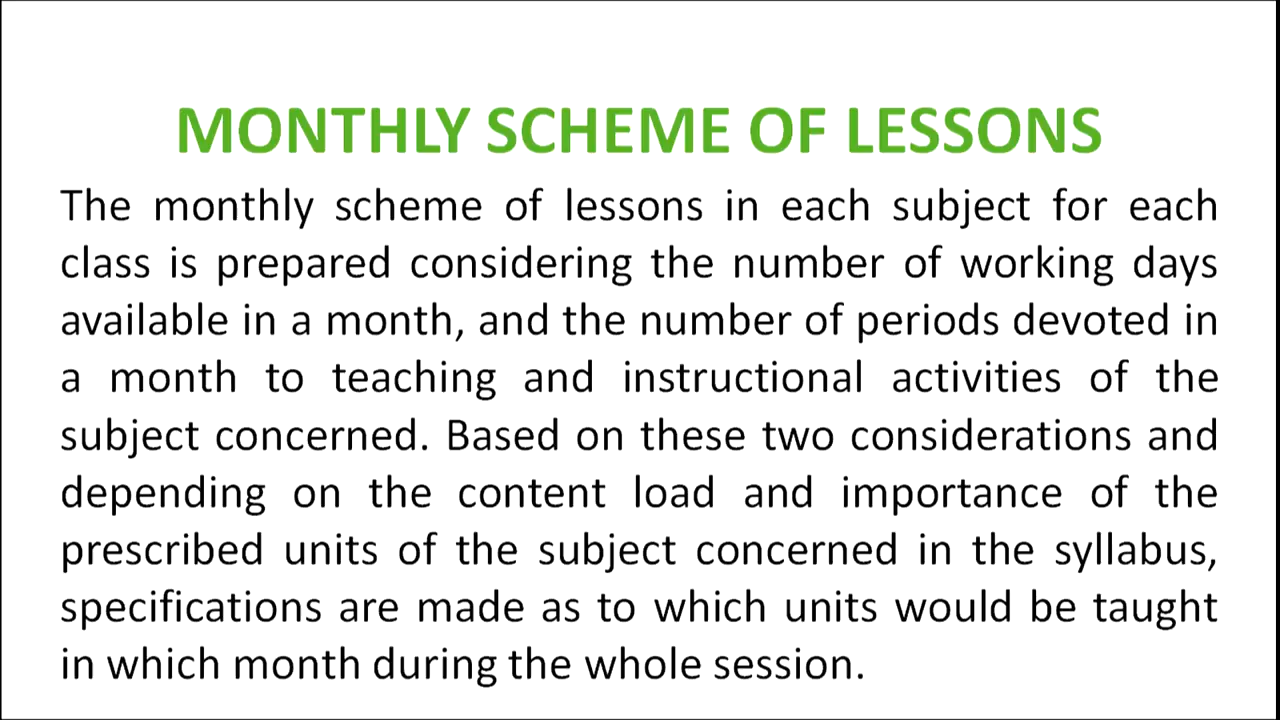 MONTHLY SCHEME OF LESSONS
The monthly scheme of lessons in each subject for each
class is prepared considering the number of working days
available in a month, and the number of periods devoted in
a month to teaching and instructional activities of the
subject concerned. Based on these two considerations and
depending on the content load and importance of the
prescribed units of the subject concerned in the syllabus,
specifications are made as to which units would be taught
in which month during the whole session.